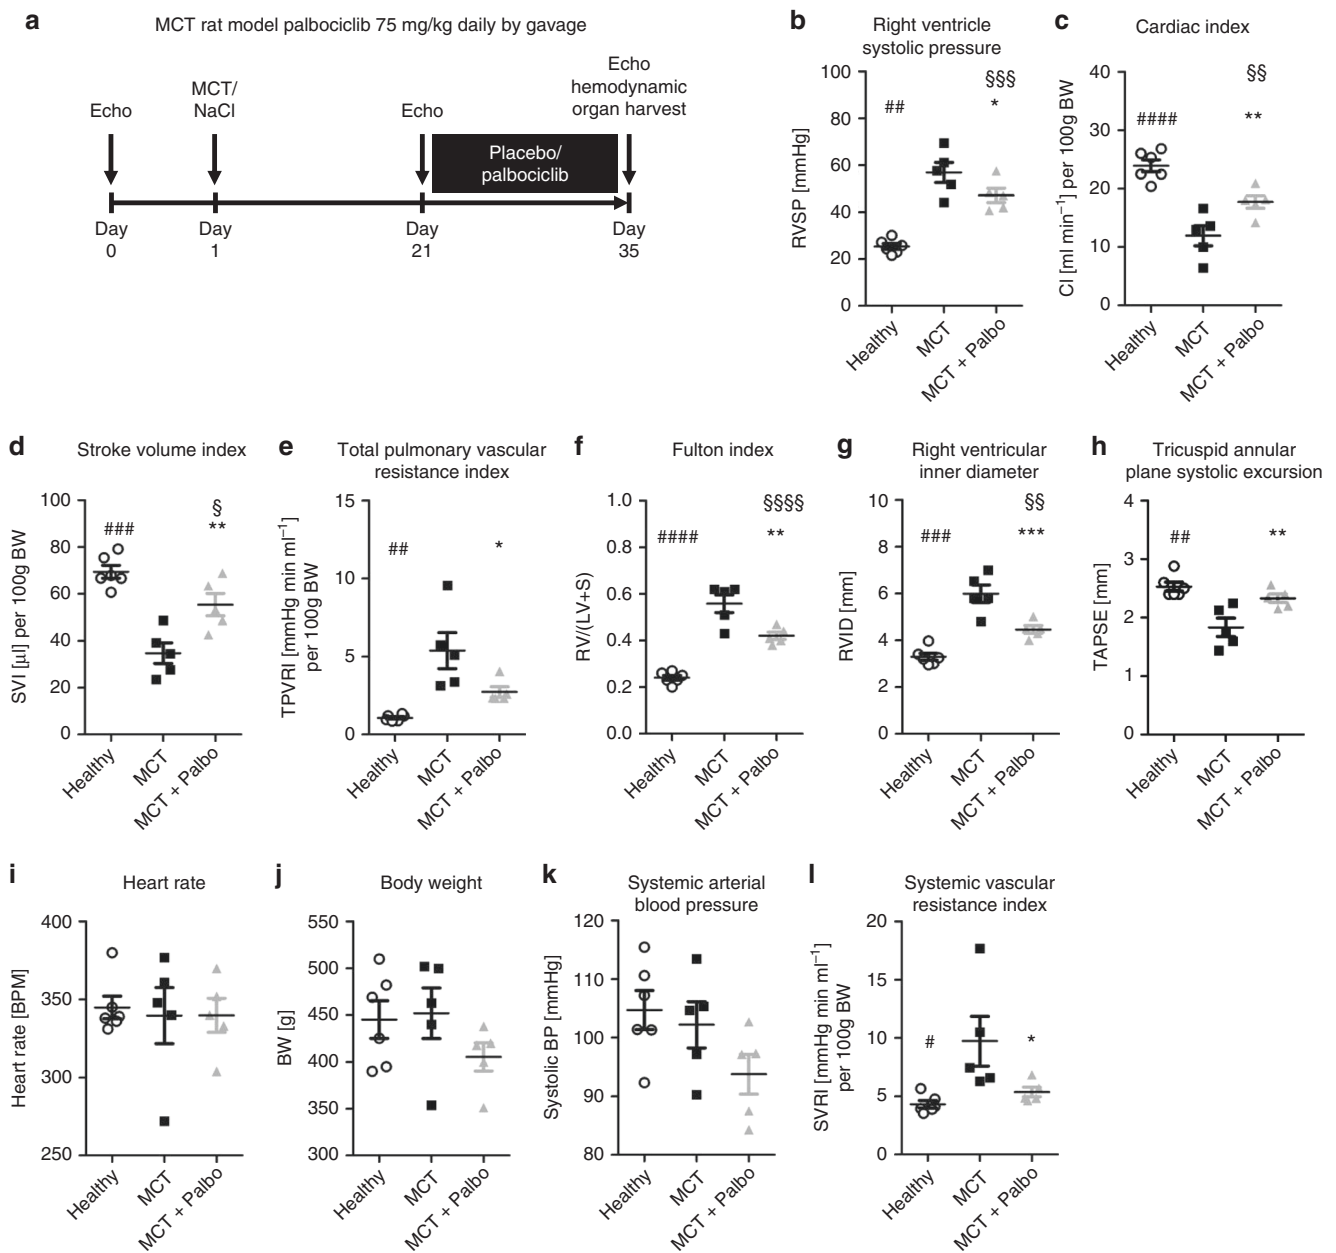 a
MCT rat model palbociclib 75 mg/kg daily by gavage
Echo
MCT/
NaCl
Echo
Echo
hemodynamic
organ harvest
Placebo/
palbociclib
Day
0
Day
1
Day
21
Day
35
b
Right ventricle
systolic pressure
RVSP [mmHg]
100
80
60
40
20
0
##
§§§
*
Healthy
MCT
MCT + Palbo
c
Cardiac index
CI [ml min⁻¹] per 100g BW
40
30
20
10
0
####
§§
**
Healthy
MCT
MCT + Palbo
d
Stroke volume index
SVI [µl] per 100g BW
100
80
60
40
20
0
###
§
**
Healthy
MCT
MCT + Palbo
e
Total pulmonary vascular
resistance index
TPVRI [mmHg min ml⁻¹]
per 100g BW
15
10
5
0
##
*
Healthy
MCT
MCT + Palbo
f
Fulton index
RV/(LV+S)
1.0
0.8
0.6
0.4
0.2
0.0
####
§§§§
**
Healthy
MCT
MCT + Palbo
g
Right ventricular
inner diameter
RVID [mm]
10
8
6
4
2
0
###
§§
***
Healthy
MCT
MCT + Palbo
h
Tricuspid annular
plane systolic excursion
TAPSE [mm]
4
3
2
1
0
##
**
Healthy
MCT
MCT + Palbo
i
Heart rate
Heart rate [BPM]
400
350
300
250
Healthy
MCT
MCT + Palbo
j
Body weight
BW [g]
550
500
450
400
350
300
Healthy
MCT
MCT + Palbo
k
Systemic arterial
blood pressure
Systolic BP [mmHg]
120
110
100
90
80
Healthy
MCT
MCT + Palbo
l
Systemic vascular
resistance index
SVRI [mmHg min ml⁻¹]
per 100g BW
20
15
10
5
0
#
*
Healthy
MCT
MCT + Palbo